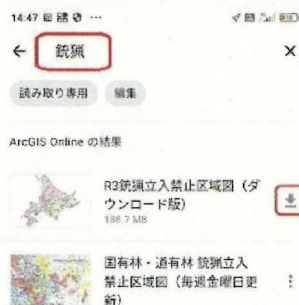 14:47
銃猟
読み取り専用
編集
ArcGIS Online の結果
R3銃猟立入禁止区域図（ダ
ウンロード版）
186.7 MB
国有林・道有林 銃猟立入
禁止区域図（毎週金曜日更
新）